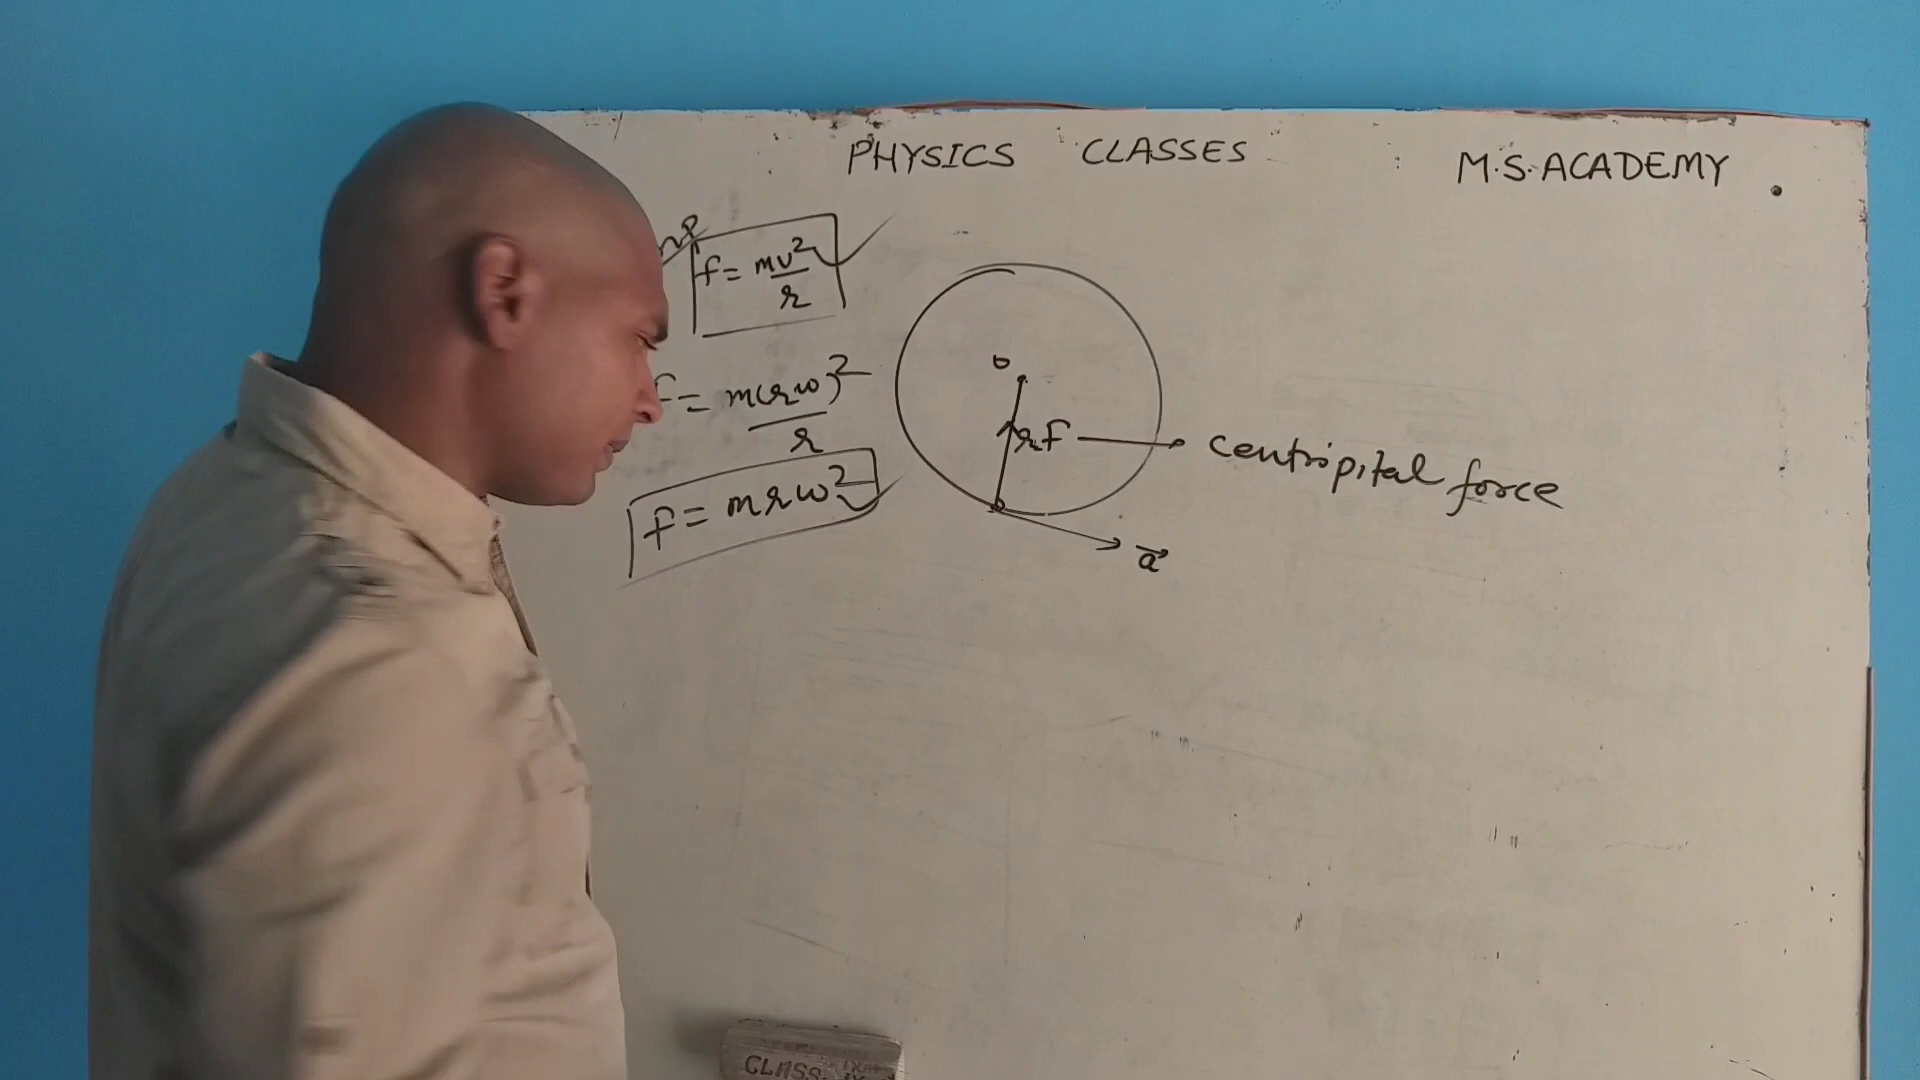 PHYSICS CLASSES M.S. ACADEMY
f = mv²/r
f = m(rω)²/r
f = mrω²
o
r F → centripital force
a⃗
CLASS